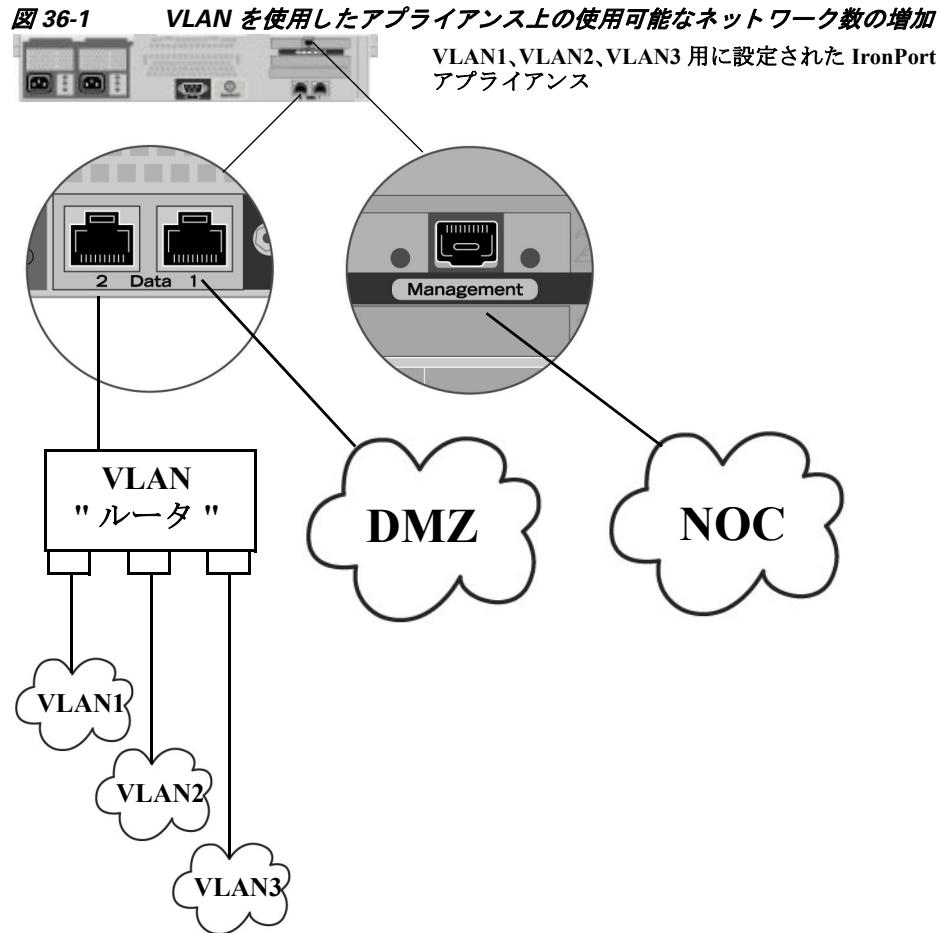 図 36-1 VLAN を使用したアプライアンス上の使用可能なネットワーク数の増加
VLAN1、VLAN2、VLAN3 用に設定された IronPort
アプライアンス
2 Data 1
Management
VLAN
" ルータ "
DMZ
NOC
VLAN1
VLAN2
VLAN3